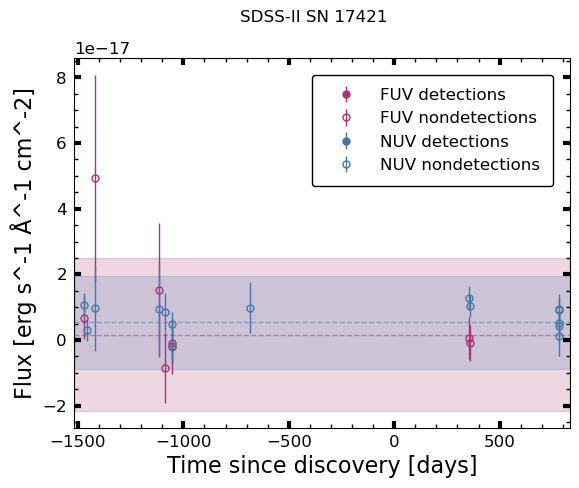 SDSS-II SN 17421
1e−17
8
6
4
2
0
−2
Flux [erg s^-1 Å^-1 cm^-2]
FUV detections
FUV nondetections
NUV detections
NUV nondetections
−1500 −1000 −500 0 500
Time since discovery [days]